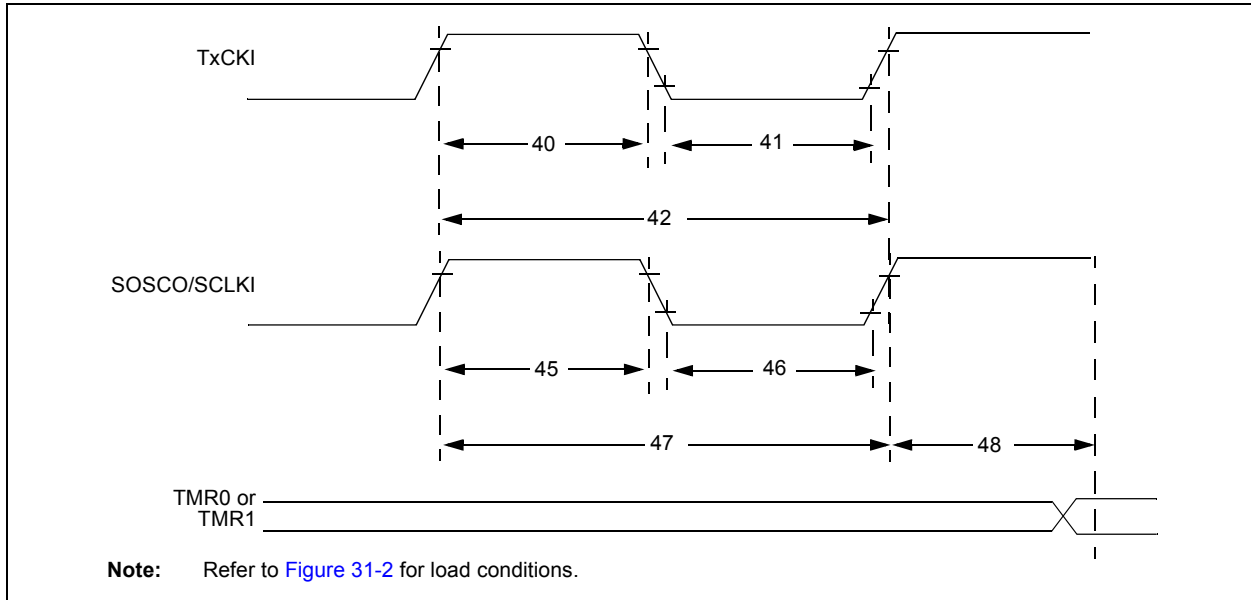 TxCKI
40
41
42
SOSCO/SCLKI
45
46
47
48
TMR0 or
TMR1
Note: Refer to Figure 31-2 for load conditions.